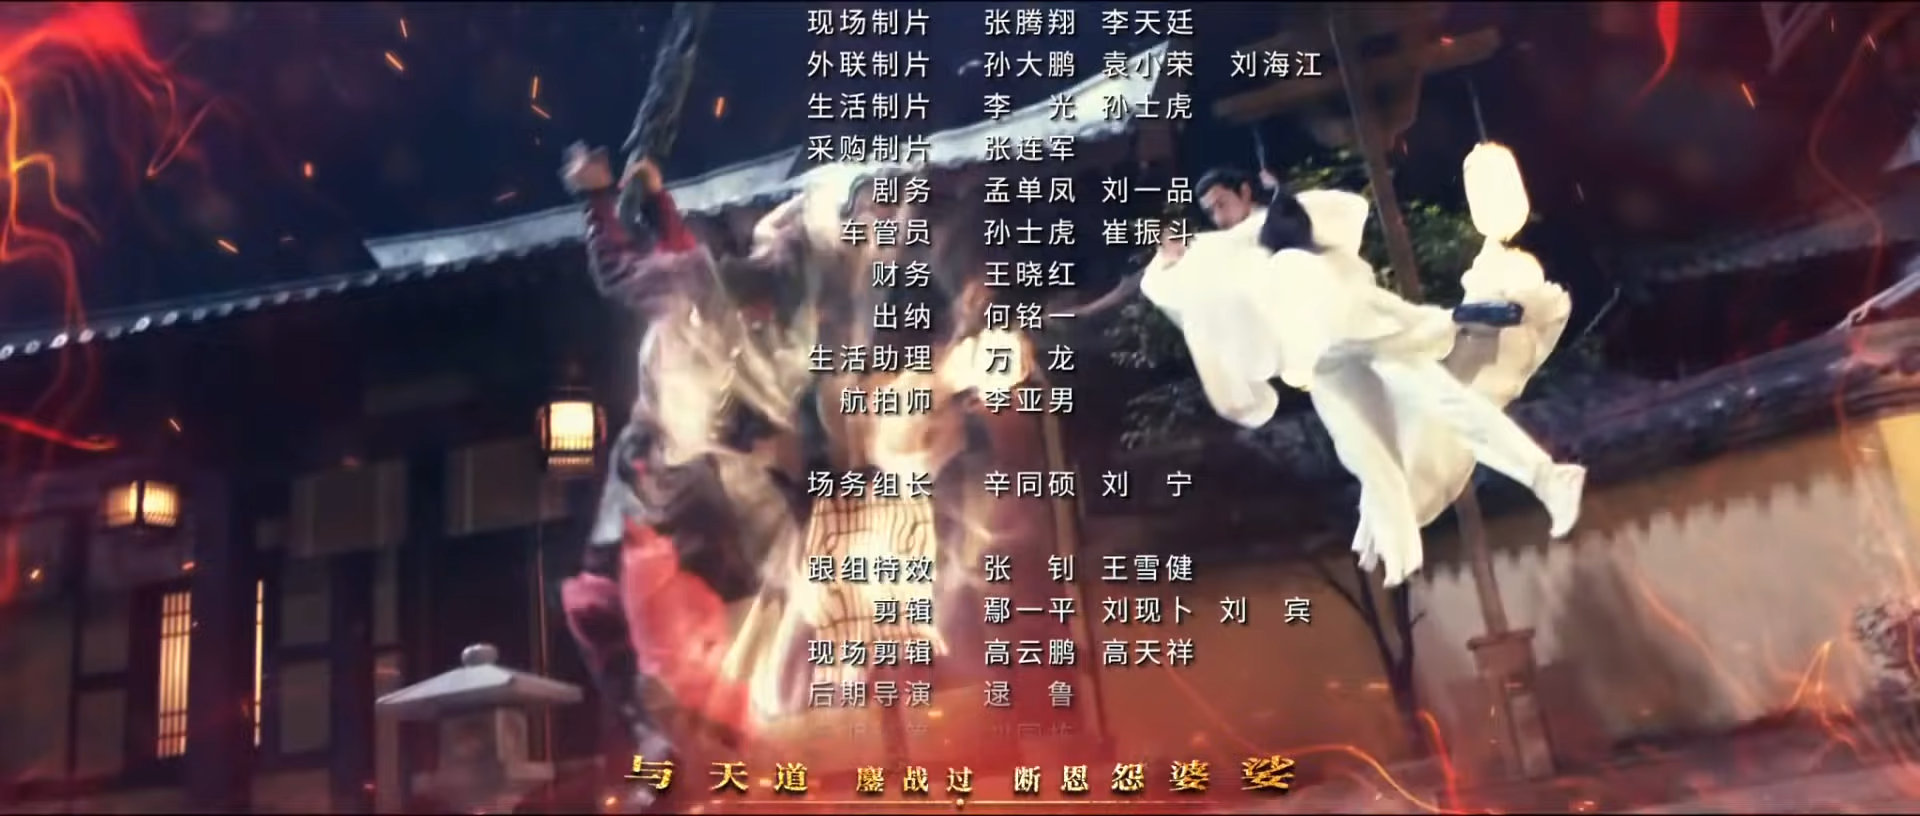 现场制片 张腾翔 李天廷
外联制片 孙大鹏 袁小荣 刘海江
生活制片 李 光 孙士虎
采购制片 张连军
剧务 孟单凤 刘一品
车管员 孙士虎 崔振斗
财务 王晓红
出纳 何铭一
生活助理 万 龙
航拍师 李亚男
场务组长 辛同硕 刘 宁
跟组特效 张 钊 王雪健
剪辑 鄢一平 刘现卜 刘 宾
现场剪辑 高云鹏 高天祥
后期导演 逯 鲁
与天道 鏖战过 断恩怨婆娑